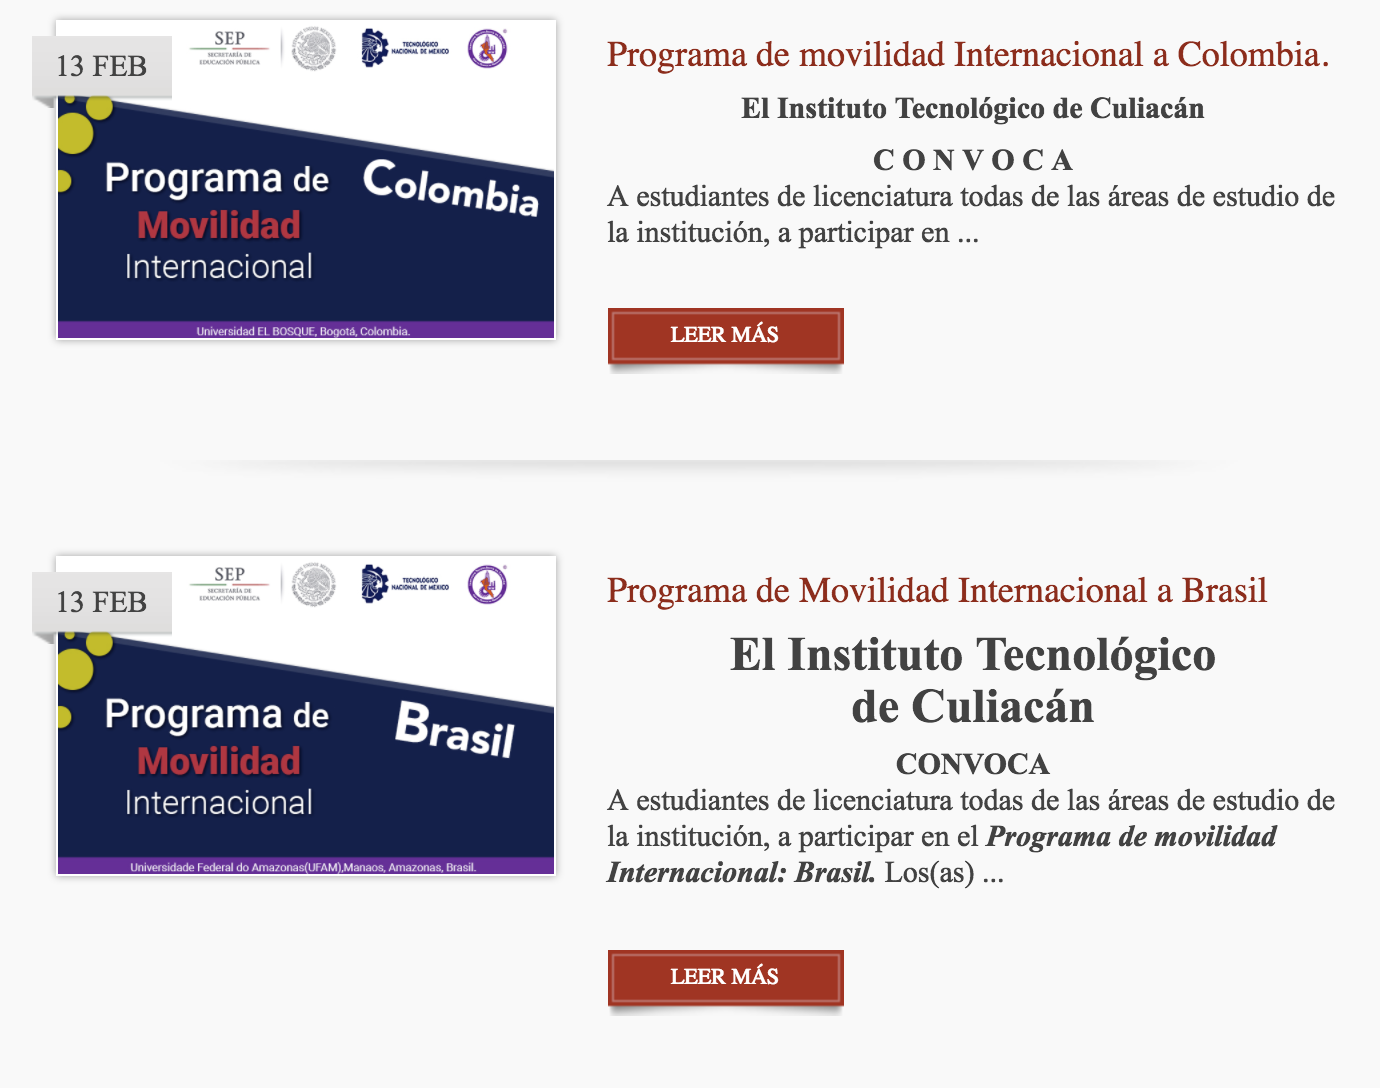 13 FEB
SEP
SECRETARÍA DE
EDUCACIÓN PÚBLICA
TECNOLÓGICO
NACIONAL DE MÉXICO
Programa de
Movilidad
Internacional
Colombia
Universidad EL BOSQUE, Bogotá, Colombia.
Programa de movilidad Internacional a Colombia.
El Instituto Tecnológico de Culiacán
C O N V O C A
A estudiantes de licenciatura todas de las áreas de estudio de
la institución, a participar en ...
LEER MÁS
13 FEB
SEP
SECRETARÍA DE
EDUCACIÓN PÚBLICA
TECNOLÓGICO
NACIONAL DE MÉXICO
Programa de
Movilidad
Internacional
Brasil
Universidade Federal do Amazonas(UFAM),Manaos, Amazonas, Brasil.
Programa de Movilidad Internacional a Brasil
El Instituto Tecnológico
de Culiacán
CONVOCA
A estudiantes de licenciatura todas de las áreas de estudio de
la institución, a participar en el Programa de movilidad
Internacional: Brasil. Los(as) ...
LEER MÁS